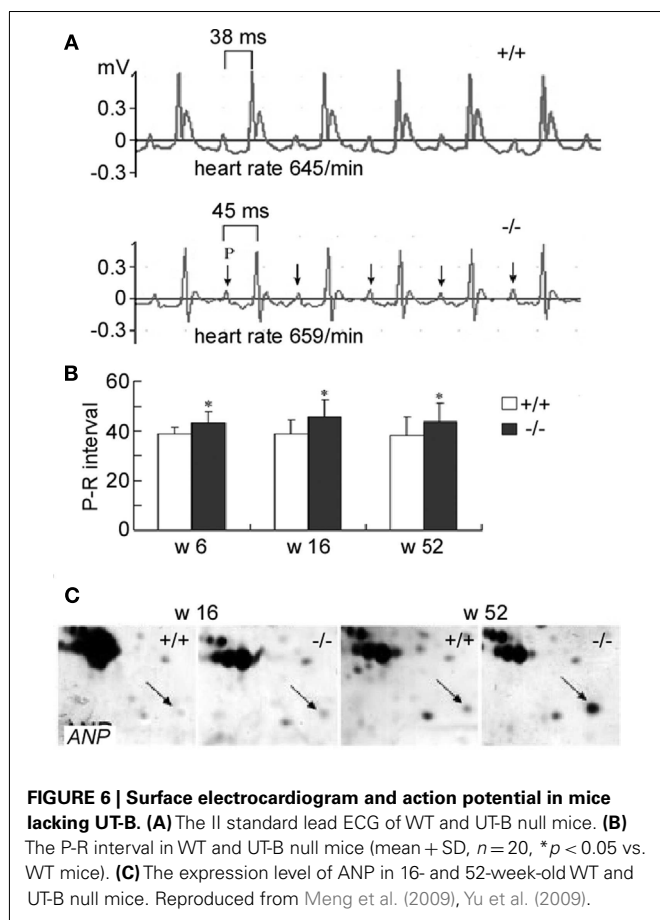 A
38 ms
+/+
mV
0.3
0
-0.3
heart rate 645/min
45 ms
-/-
P
0.3
0
-0.3
heart rate 659/min
B
60
40
20
0
P-R interval
* * *
+/+
-/-
w 6 w 16 w 52
C
w 16 w 52
+/+ -/- +/+ -/-
ANP
FIGURE 6 | Surface electrocardiogram and action potential in mice
lacking UT-B. (A) The II standard lead ECG of WT and UT-B null mice. (B)
The P-R interval in WT and UT-B null mice (mean + SD, n = 20, *p < 0.05 vs.
WT mice). (C) The expression level of ANP in 16- and 52-week-old WT and
UT-B null mice. Reproduced from Meng et al. (2009), Yu et al. (2009).